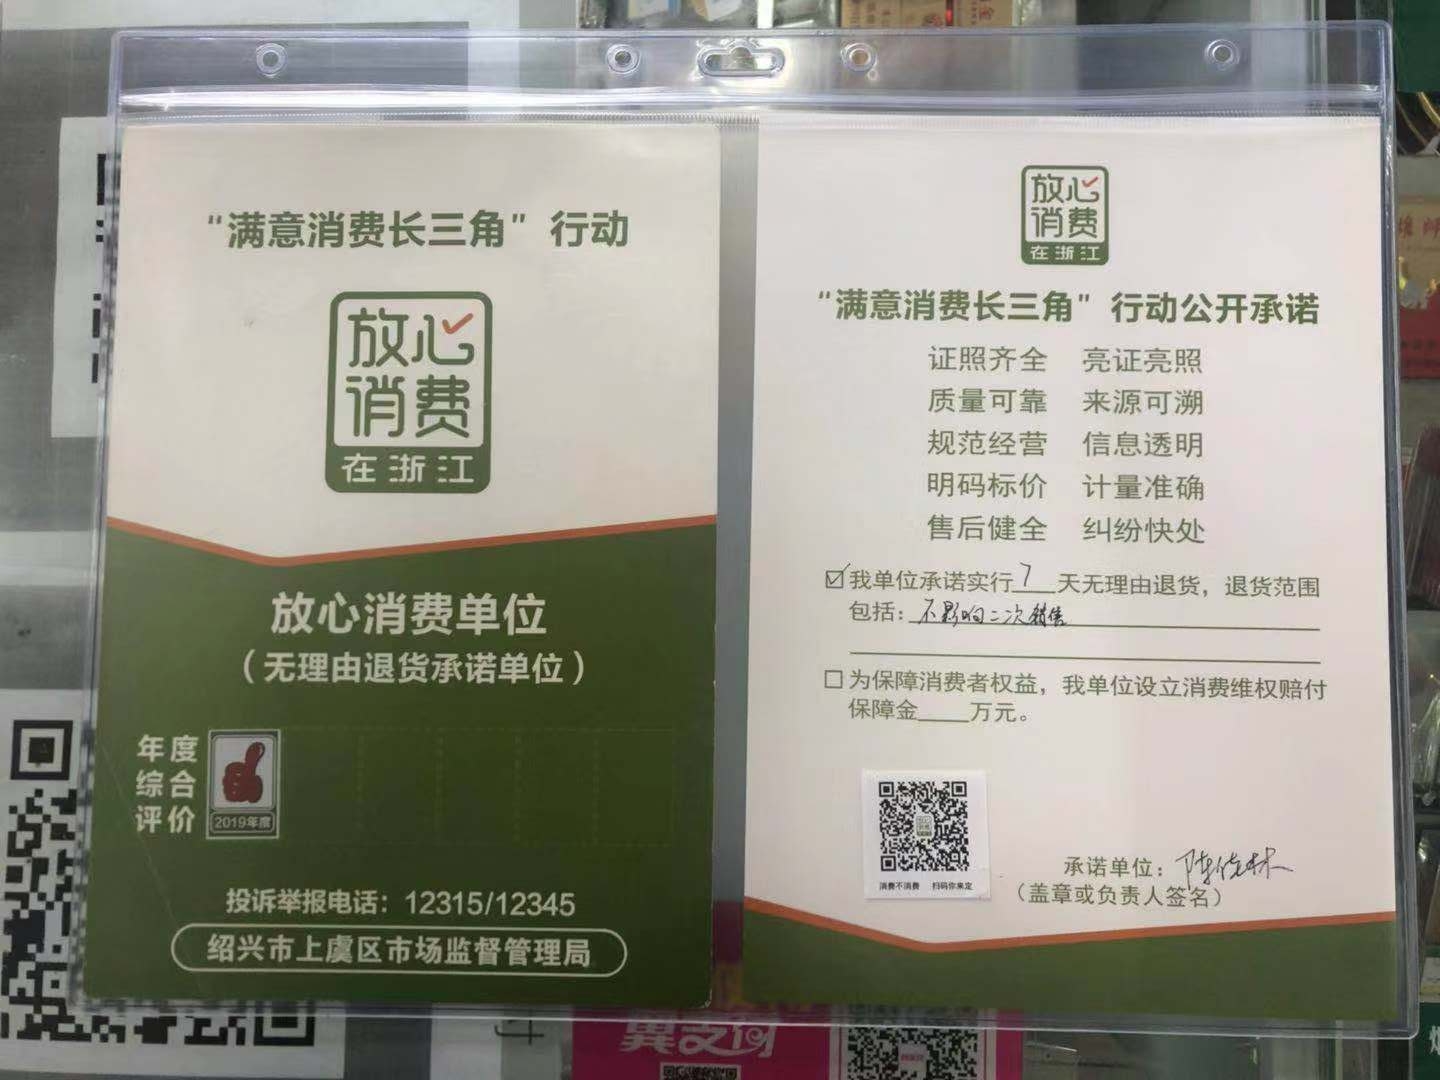 “满意消费长三角”行动
放心
消费
在浙江
放心消费单位
（无理由退货承诺单位）
年度
综合
评价
2019年度
投诉举报电话：12315/12345
绍兴市上虞区市场监督管理局
放心
消费
在浙江
“满意消费长三角”行动公开承诺
证照齐全 亮证亮照
质量可靠 来源可溯
规范经营 信息透明
明码标价 计量准确
售后健全 纠纷快处
☑我单位承诺实行7天无理由退货，退货范围
包括：不影响二次销售
□为保障消费者权益，我单位设立消费维权赔付
保障金____万元。
消费不消费 扫码你来定
承诺单位：
（盖章或负责人签名）
翼支付